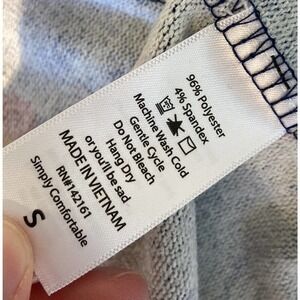 96% Polyester
4% Spandex
Machine Wash Cold
Gentle Cycle
Do Not Bleach
Hang Dry
or you'll be sad
MADE IN VIETNAM
RN#142161
Simply Comfortable
S